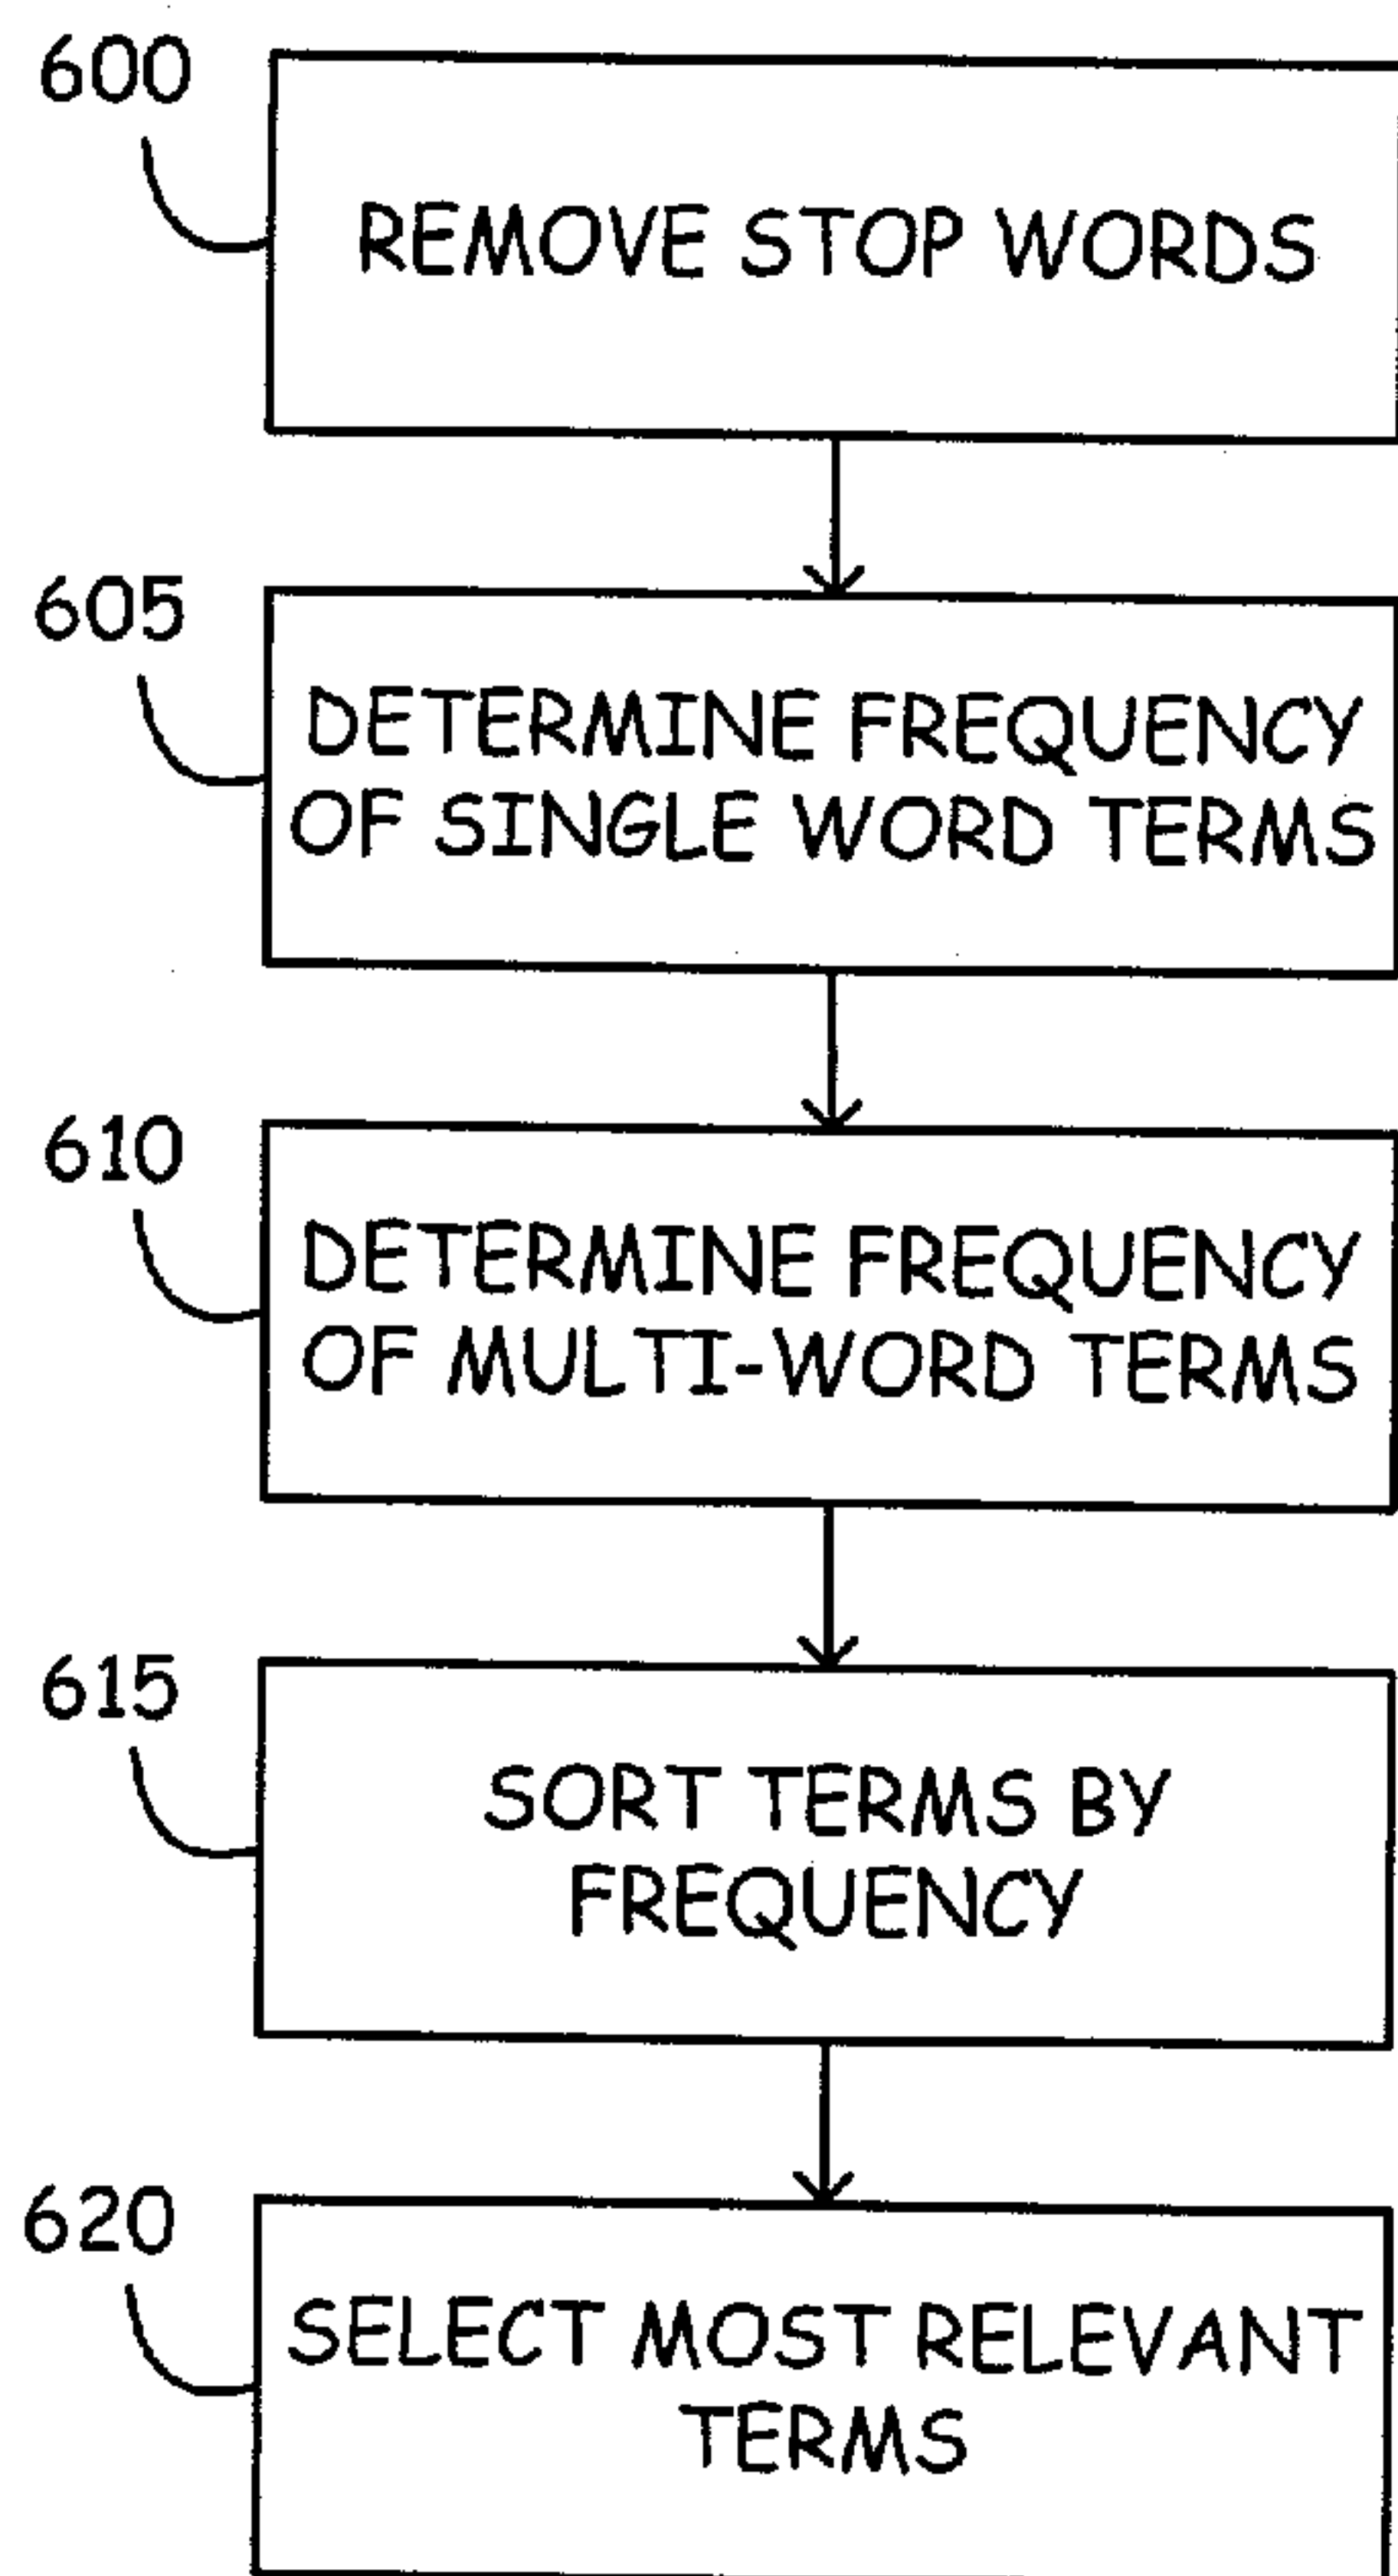 600
REMOVE STOP WORDS
605
DETERMINE FREQUENCY
OF SINGLE WORD TERMS
610
DETERMINE FREQUENCY
OF MULTI-WORD TERMS
615
SORT TERMS BY
FREQUENCY
620
SELECT MOST RELEVANT
TERMS